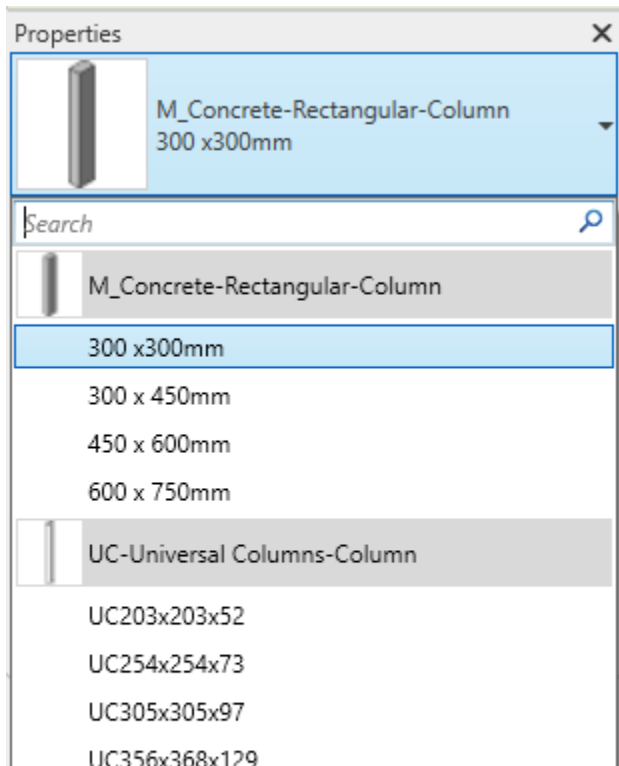 Properties
M_Concrete-Rectangular-Column
300 x300mm
Search
M_Concrete-Rectangular-Column
300 x300mm
300 x 450mm
450 x 600mm
600 x 750mm
UC-Universal Columns-Column
UC203x203x52
UC254x254x73
UC305x305x97
UC356x368x129